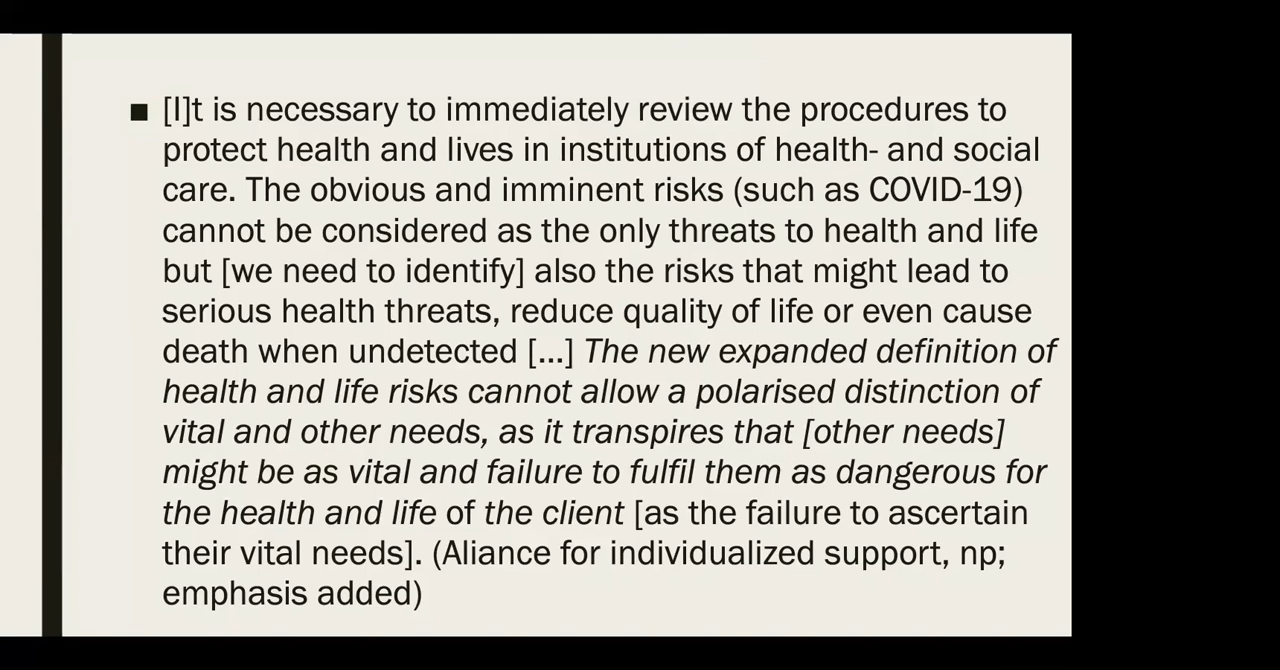 ■ [I]t is necessary to immediately review the procedures to
protect health and lives in institutions of health- and social
care. The obvious and imminent risks (such as COVID-19)
cannot be considered as the only threats to health and life
but [we need to identify] also the risks that might lead to
serious health threats, reduce quality of life or even cause
death when undetected [...] The new expanded definition of
health and life risks cannot allow a polarised distinction of
vital and other needs, as it transpires that [other needs]
might be as vital and failure to fulfil them as dangerous for
the health and life of the client [as the failure to ascertain
their vital needs]. (Aliance for individualized support, np;
emphasis added)